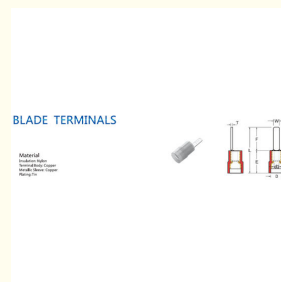 BLADE TERMINALS
Material
Insulation: Nylon
Terminal Body: Copper
Metallic Sleeve: Copper
Plating: Tin
T
W
F
L
B
D